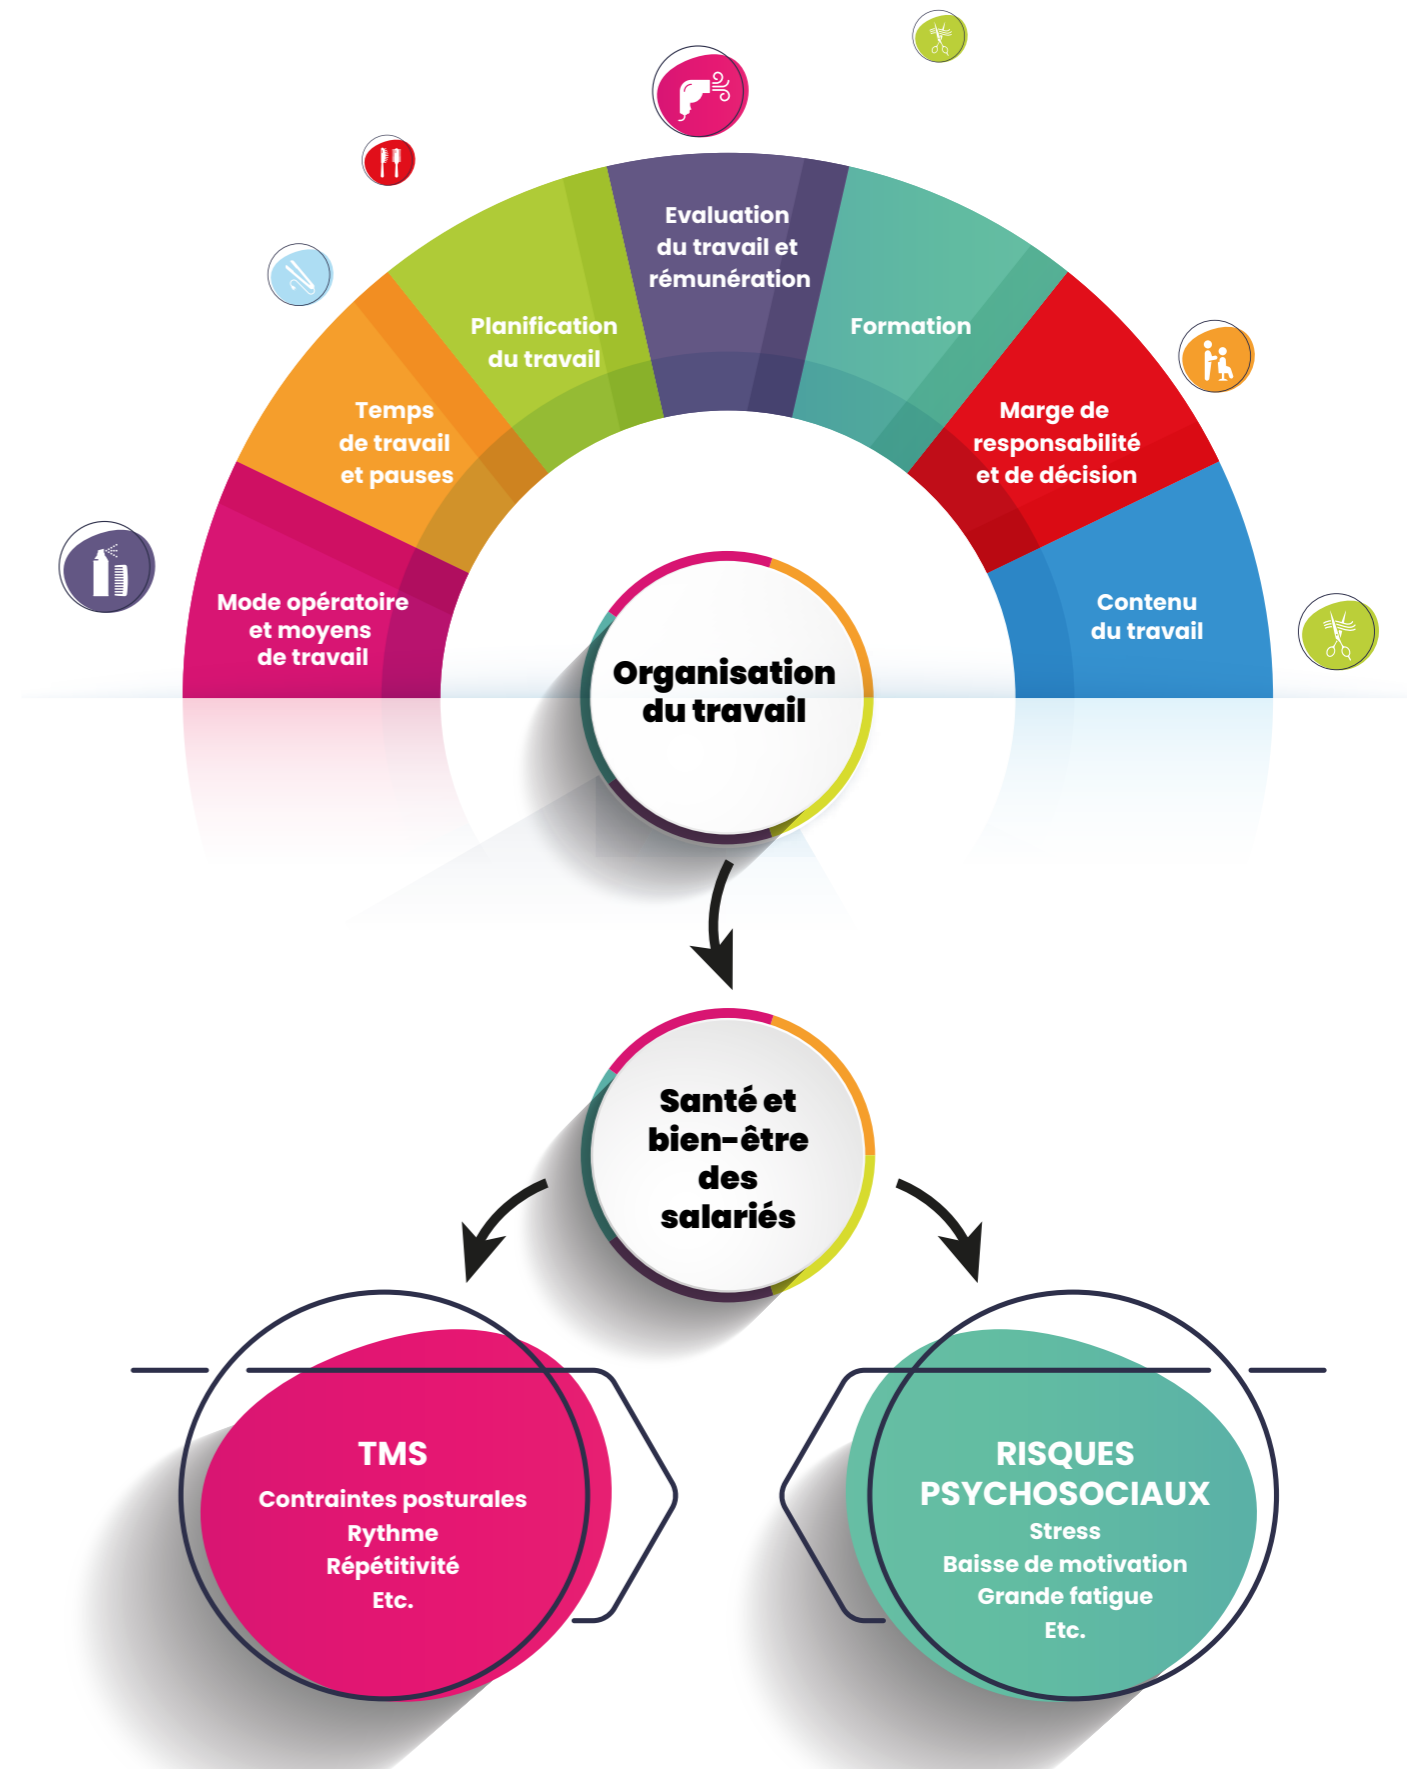 Evaluation
du travail et
rémunération
Planification
du travail
Formation
Temps
de travail
et pauses
Marge de
responsabilité
et de décision
Mode opératoire
et moyens
de travail
Contenu
du travail
Organisation
du travail
Santé et
bien-être
des
salariés
TMS
Contraintes posturales
Rythme
Répétitivité
Etc.
RISQUES
PSYCHOSOCIAUX
Stress
Baisse de motivation
Grande fatigue
Etc.